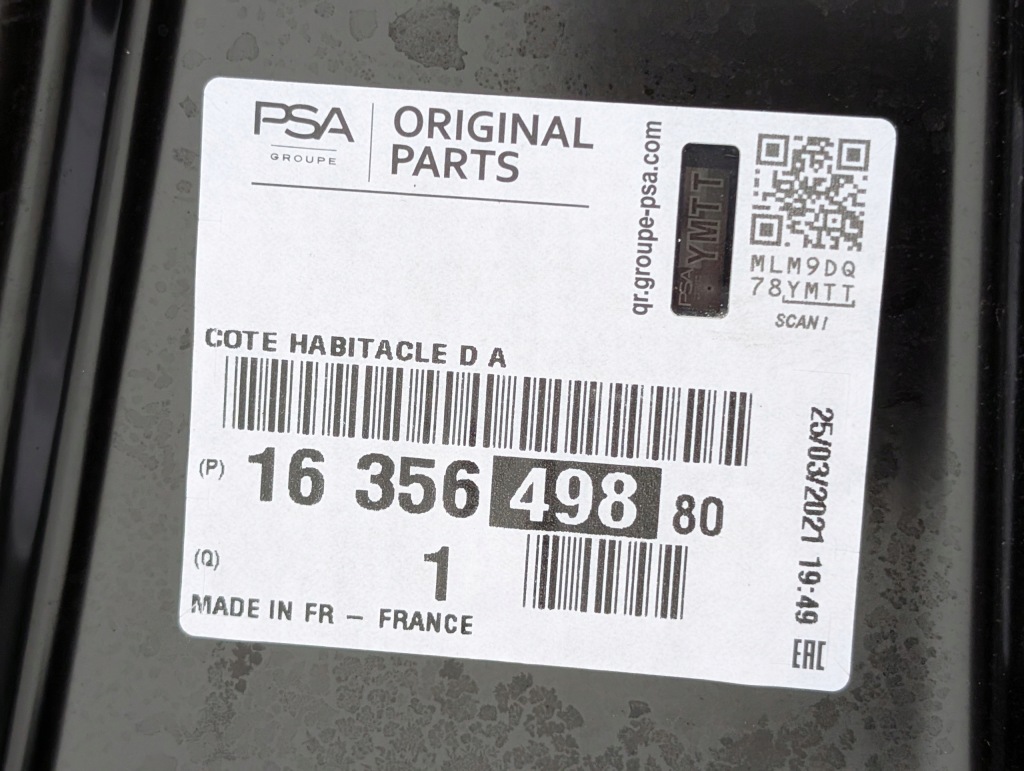 PSA
GROUPE
ORIGINAL
PARTS
qr.groupe-psa.com
PSA YMTT
MLM9DQ
78YMTT
SCAN!
COTE HABITACLE D A
(P) 16 356 498 80
(Q) 1
MADE IN FR – FRANCE
25/03/2021 19:49
EAC